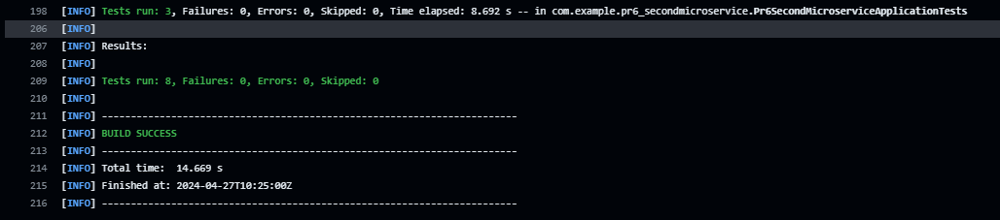 198 [INFO] Tests run: 3, Failures: 0, Errors: 0, Skipped: 0, Time elapsed: 8.692 s -- in com.example.pr6_secondmicroservice.Pr6SecondMicroserviceApplicationTests
206 [INFO]
207 [INFO] Results:
208 [INFO]
209 [INFO] Tests run: 8, Failures: 0, Errors: 0, Skipped: 0
210 [INFO]
211 [INFO] ------------------------------------------------------------------------
212 [INFO] BUILD SUCCESS
213 [INFO] ------------------------------------------------------------------------
214 [INFO] Total time:  14.669 s
215 [INFO] Finished at: 2024-04-27T10:25:00Z
216 [INFO] ------------------------------------------------------------------------